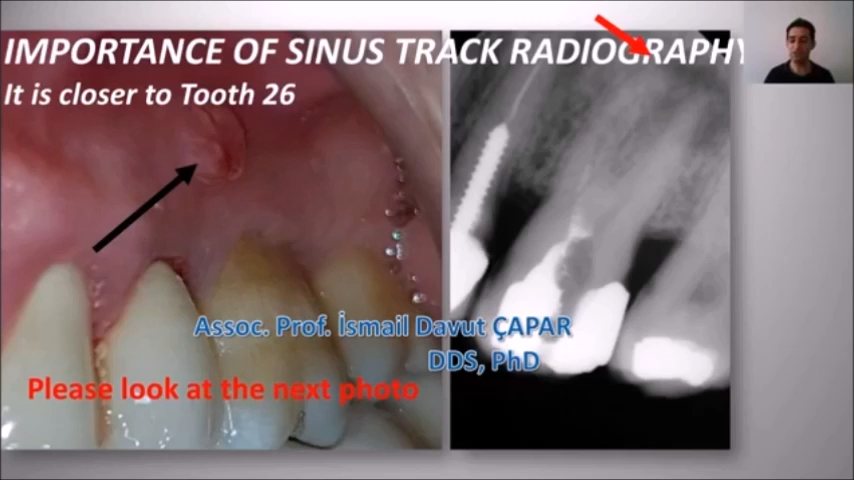 IMPORTANCE OF SINUS TRACK RADIOGRAPHY
It is closer to Tooth 26
Assoc. Prof. İsmail Davut ÇAPAR
DDS, PhD
Please look at the next photo